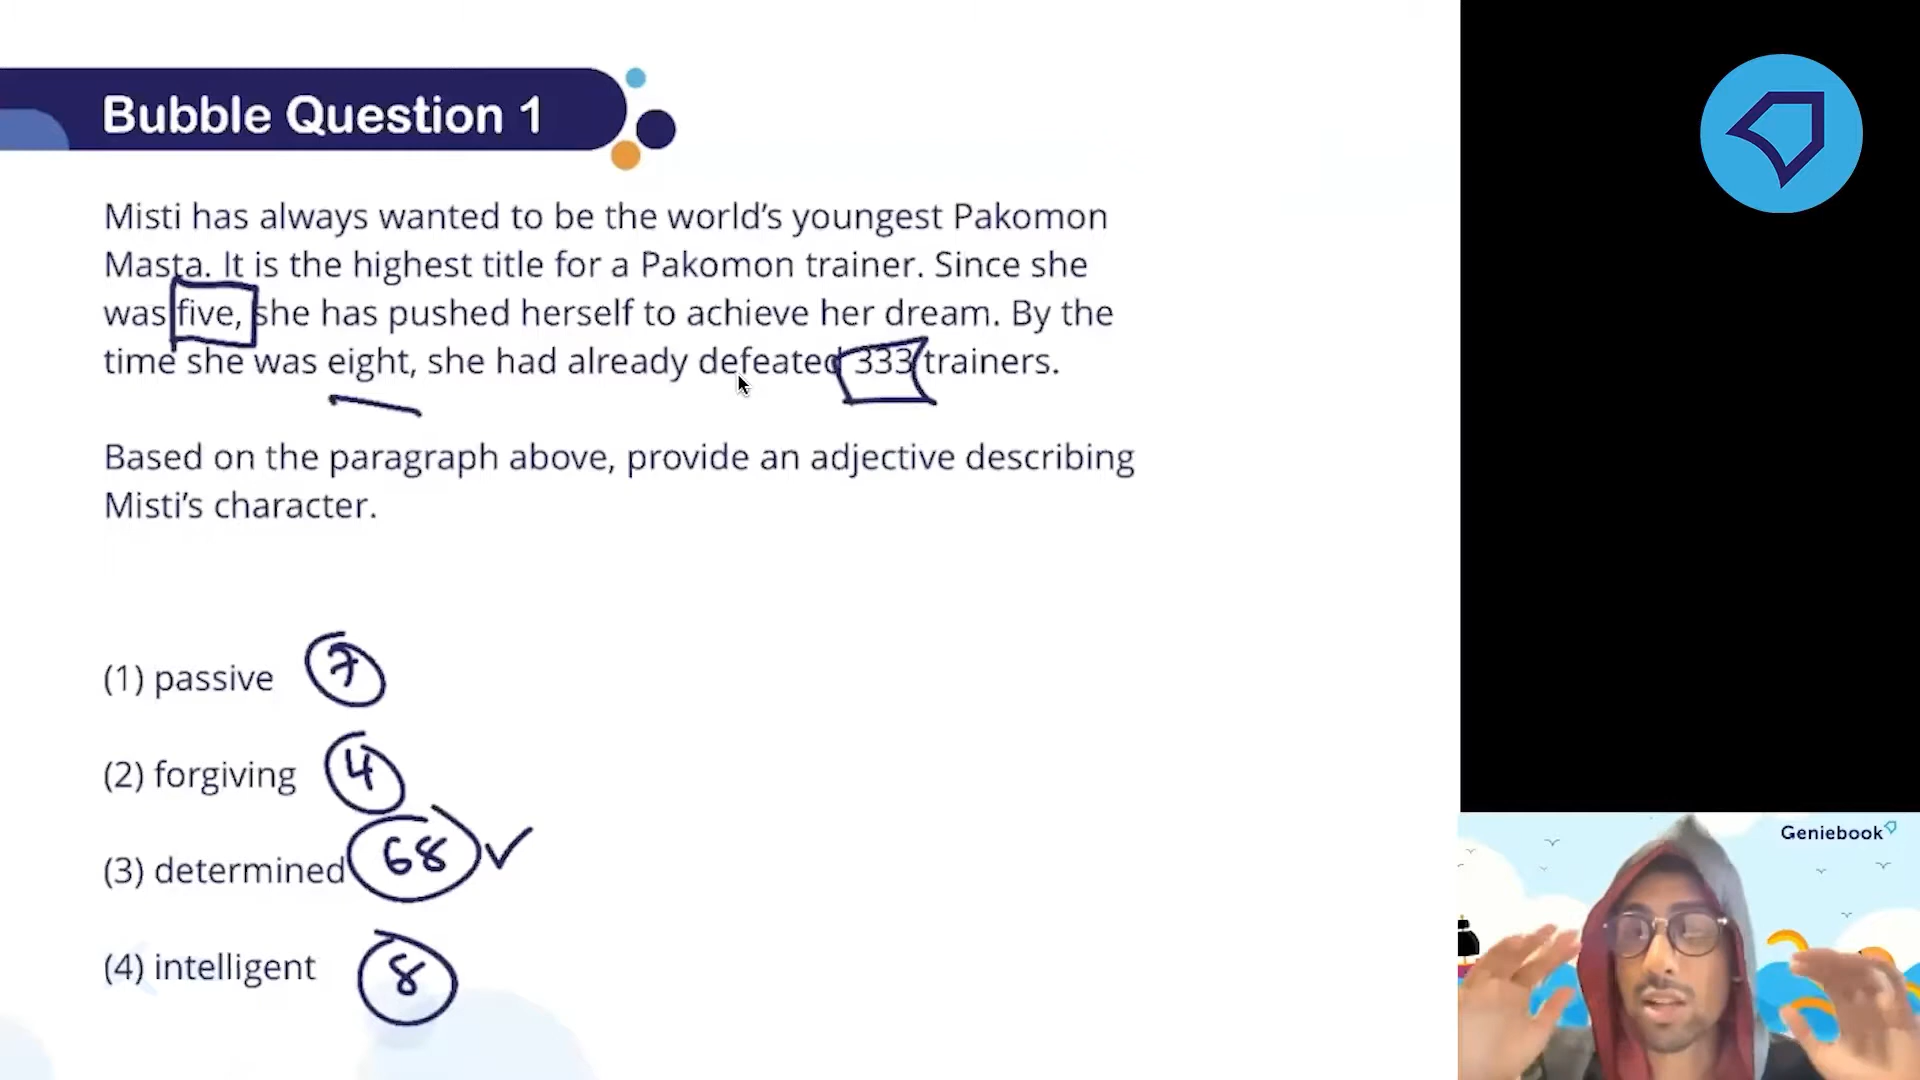 Bubble Question 1
Misti has always wanted to be the world's youngest Pakomon
Masta. It is the highest title for a Pakomon trainer. Since she
was five, she has pushed herself to achieve her dream. By the
time she was eight, she had already defeated 333 trainers.
Based on the paragraph above, provide an adjective describing
Misti's character.
(1) passive 7
(2) forgiving 4
(3) determined 68
(4) intelligent 8
Geniebook